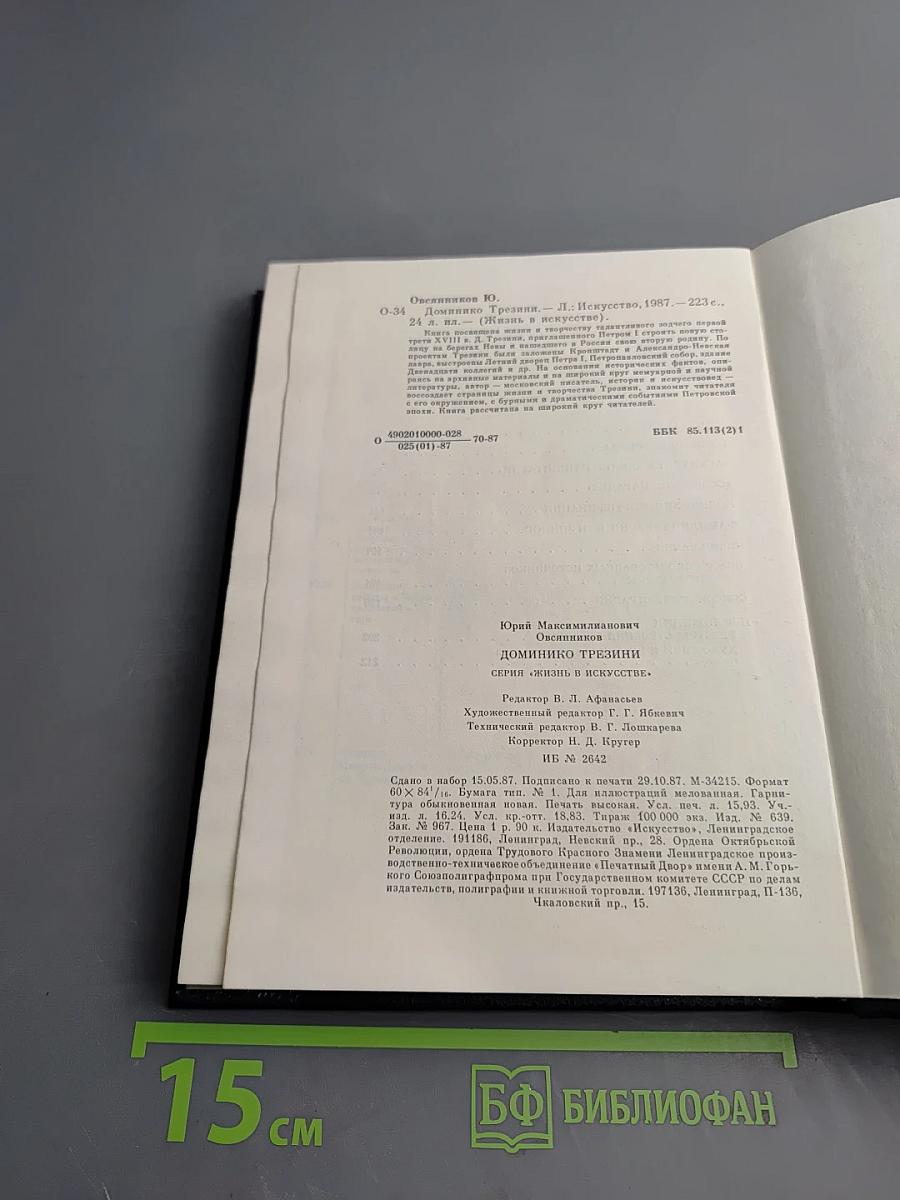 Овсянников Ю.
О-34 Доминико Трезини.— Л.: Искусство, 1987.— 223 с.,
24 л. ил.— (Жизнь в искусстве).
Книга посвящена жизни и творчеству талантливого зодчего первой
трети XVIII в. Д. Трезини, приглашенного Петром I строить новую сто-
лицу на берегах Невы и нашедшего в России свою вторую родину. По
проектам Трезини были заложены Кронштадт и Александро-Невская
лавра, выстроены Летний дворец Петра I, Петропавловский собор, здание
Двенадцати коллегий и др. На основании исторических фактов, опи-
раясь на архивные материалы и на широкий круг мемуарной и научной
литературы, автор — московский писатель, историк и искусствовед —
воссоздает страницы жизни и творчества Трезини, знакомит читателя
с его окружением, с бурными и драматическими событиями Петровской
эпохи. Книга рассчитана на широкий круг читателей.
О 4902010000-028
025(01)-87 70-87
ББК 85.113(2)1
Юрий Максимилианович
Овсянников
ДОМИНИКО ТРЕЗИНИ
СЕРИЯ «ЖИЗНЬ В ИСКУССТВЕ»
Редактор В. Л. Афанасьев
Художественный редактор Г. Г. Ябкевич
Технический редактор В. Г. Лошкарева
Корректор Н. Д. Кругер
ИБ № 2642
Сдано в набор 15.05.87. Подписано к печати 29.10.87. М-34215. Формат
60×84¹/₁₆. Бумага тип. № 1. Для иллюстраций мелованная. Гарни-
тура обыкновенная новая. Печать высокая. Усл. печ. л. 15,93. Уч.-
изд. л. 16,24. Усл. кр.-отт. 18,83. Тираж 100 000 экз. Изд. № 639.
Зак. № 967. Цена 1 р. 90 к. Издательство «Искусство», Ленинградское
отделение. 191186, Ленинград, Невский пр., 28. Ордена Октябрьской
Революции, ордена Трудового Красного Знамени Ленинградское произ-
водственно-техническое объединение «Печатный Двор» имени А. М. Горь-
кого Союзполиграфпрома при Государственном комитете СССР по делам
издательств, полиграфии и книжной торговли. 197136, Ленинград, П-136,
Чкаловский пр., 15.
15 см
БФ БИБЛИОФАН